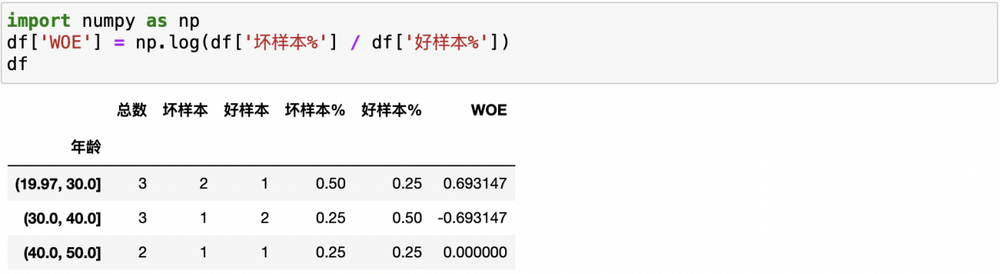 import numpy as np
df['WOE'] = np.log(df['坏样本%'] / df['好样本%'])
df
总数 坏样本 好样本 坏样本% 好样本% WOE
年龄
(19.97, 30.0] 3 2 1 0.50 0.25 0.693147
(30.0, 40.0] 3 1 2 0.25 0.50 -0.693147
(40.0, 50.0] 2 1 1 0.25 0.25 0.000000